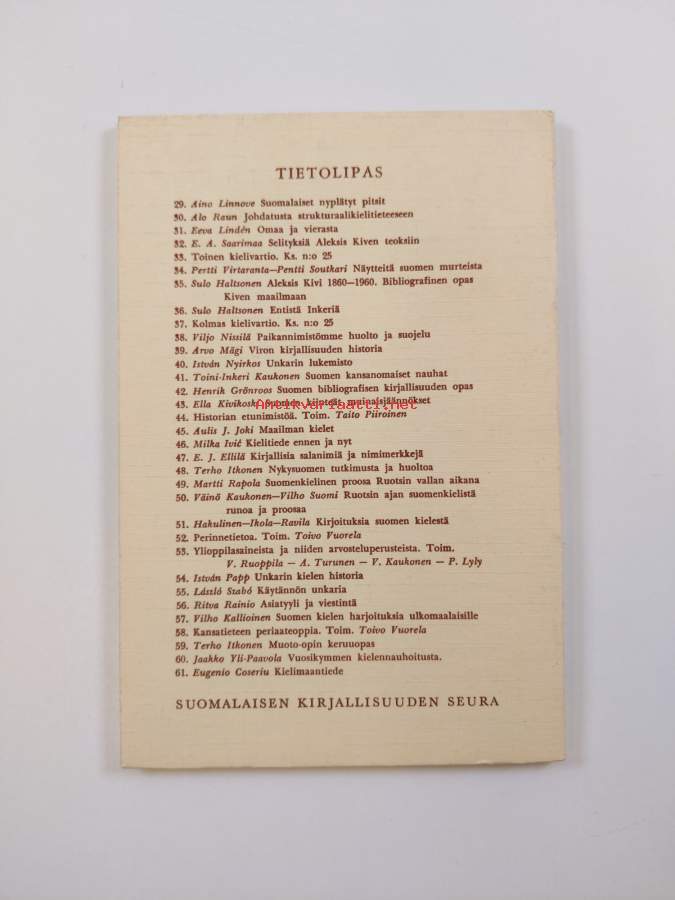 TIETOLIPAS
29. Aino Linnove Suomalaiset nyplätyt pitsit
30. Alo Raun Johdatusta strukturaalikielitieteeseen
31. Eeva Lindén Omaa ja vierasta
32. E. A. Saarimaa Selityksiä Aleksis Kiven teoksiin
33. Toinen kielivartio. Ks. n:o 25
34. Pertti Virtaranta—Pentti Soutkari Näytteitä suomen murteista
35. Sulo Haltsonen Aleksis Kivi 1860—1960. Bibliografinen opas
Kiven maailmaan
36. Sulo Haltsonen Entistä Inkeriä
37. Kolmas kielivartio. Ks. n:o 25
38. Viljo Nissilä Paikannimistömme huolto ja suojelu
39. Arvo Mägi Viron kirjallisuuden historia
40. István Nyirkos Unkarin lukemisto
41. Toini-Inkeri Kaukonen Suomen kansanomaiset nauhat
42. Henrik Grönroos Suomen bibliografisen kirjallisuuden opas
43. Ella Kivikoski Suomen kiinteät muinaisjäännökset
Antikvariaatti.net
44. Historian etunimistöä. Toim. Taito Piiroinen
45. Aulis J. Joki Maailman kielet
46. Milka Ivić Kielitiede ennen ja nyt
47. E. J. Ellilä Kirjallisia salanimiä ja nimimerkkejä
48. Terho Itkonen Nykysuomen tutkimusta ja huoltoa
49. Martti Rapola Suomenkielinen proosa Ruotsin vallan aikana
50. Väinö Kaukonen—Vilho Suomi Ruotsin ajan suomenkielistä
runoa ja proosaa
51. Hakulinen—Ikola—Ravila Kirjoituksia suomen kielestä
52. Perinnetietoa. Toim. Toivo Vuorela
53. Ylioppilasaineista ja niiden arvosteluperusteista. Toim.
V. Ruoppila — A. Turunen — V. Kaukonen — P. Lyly
54. István Papp Unkarin kielen historia
55. László Szabó Käytännön unkaria
56. Ritva Rainio Asiatyyli ja viestintä
57. Vilho Kallioinen Suomen kielen harjoituksia ulkomaalaisille
58. Kansatieteen periaateoppia. Toim. Toivo Vuorela
59. Terho Itkonen Muoto-opin keruuopas
60. Jaakko Yli-Paavola Vuosikymmen kielennauhoitusta.
61. Eugenio Coseriu Kielimaantiede
SUOMALAISEN KIRJALLISUUDEN SEURA